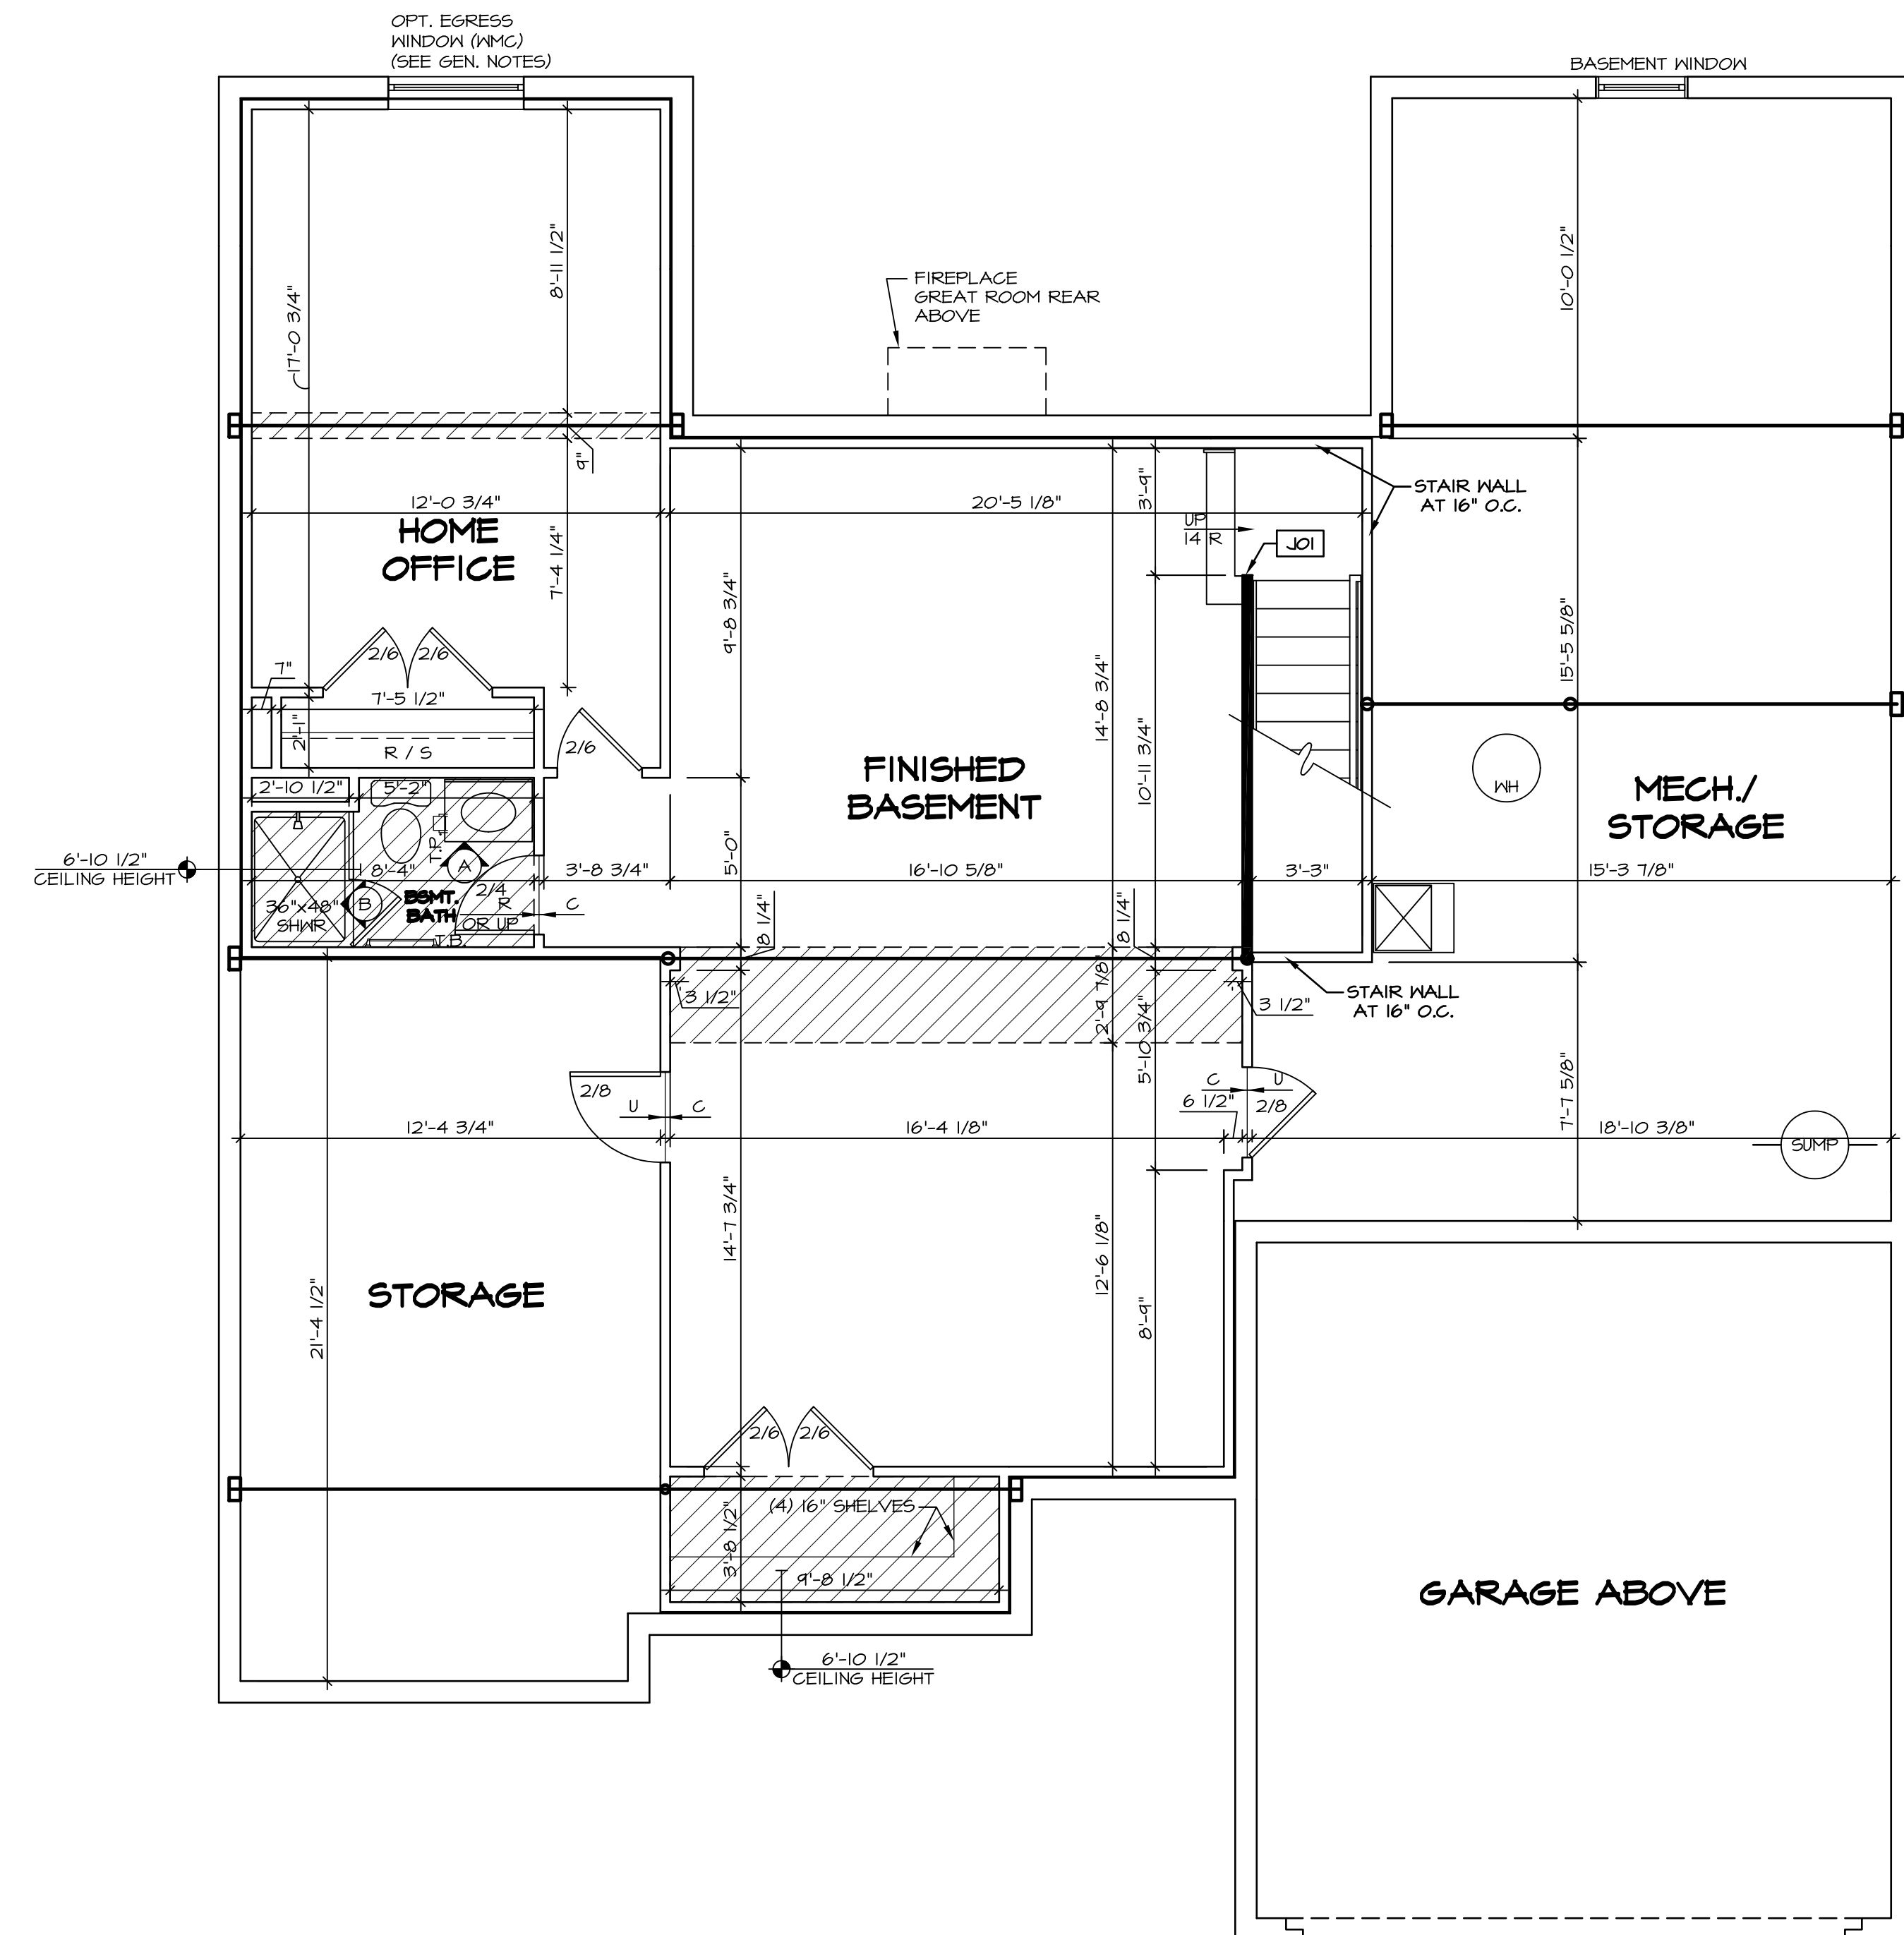 OPT. EGRESS
WINDOW (WMC)
(SEE GEN. NOTES)
BASEMENT WINDOW
8'-11 1/2"
10'-0 1/2"
17'-0 3/4"
FIREPLACE
GREAT ROOM REAR
ABOVE
9"
12'-0 3/4"
20'-5 1/8"
3'-9"
STAIR WALL
AT 16" O.C.
HOME
OFFICE
UP
14 R
J01
7'-4 1/4"
9'-8 3/4"
15'-5 5/8"
2/6
2/6
7"
7'-5 1/2"
2'-1"
R / S
2/6
14'-8 3/4"
10'-11 3/4"
FINISHED
BASEMENT
WH
MECH./
STORAGE
2'-10 1/2"
5'-2"
T.P.
6'-10 1/2"
CEILING HEIGHT
8'-4"
A
3'-8 3/4"
5'-0"
16'-10 5/8"
3'-3"
15'-3 7/8"
36"x48"
SHWR
B
BSMT.
BATH
2/4
R
C
OR UP
T.B.
8 1/4"
8 1/4"
3 1/2"
2'-9 7/8"
3 1/2"
STAIR WALL
AT 16" O.C.
5'-10 3/4"
2/8
U
C
C
U
6 1/2"
2/8
7'-7 5/8"
12'-4 3/4"
16'-4 1/8"
18'-10 3/8"
SUMP
14'-7 3/4"
12'-6 1/8"
STORAGE
21'-4 1/2"
8'-9"
2/6
2/6
(4) 16" SHELVES
3'-8 1/2"
9'-8 1/2"
GARAGE ABOVE
6'-10 1/2"
CEILING HEIGHT